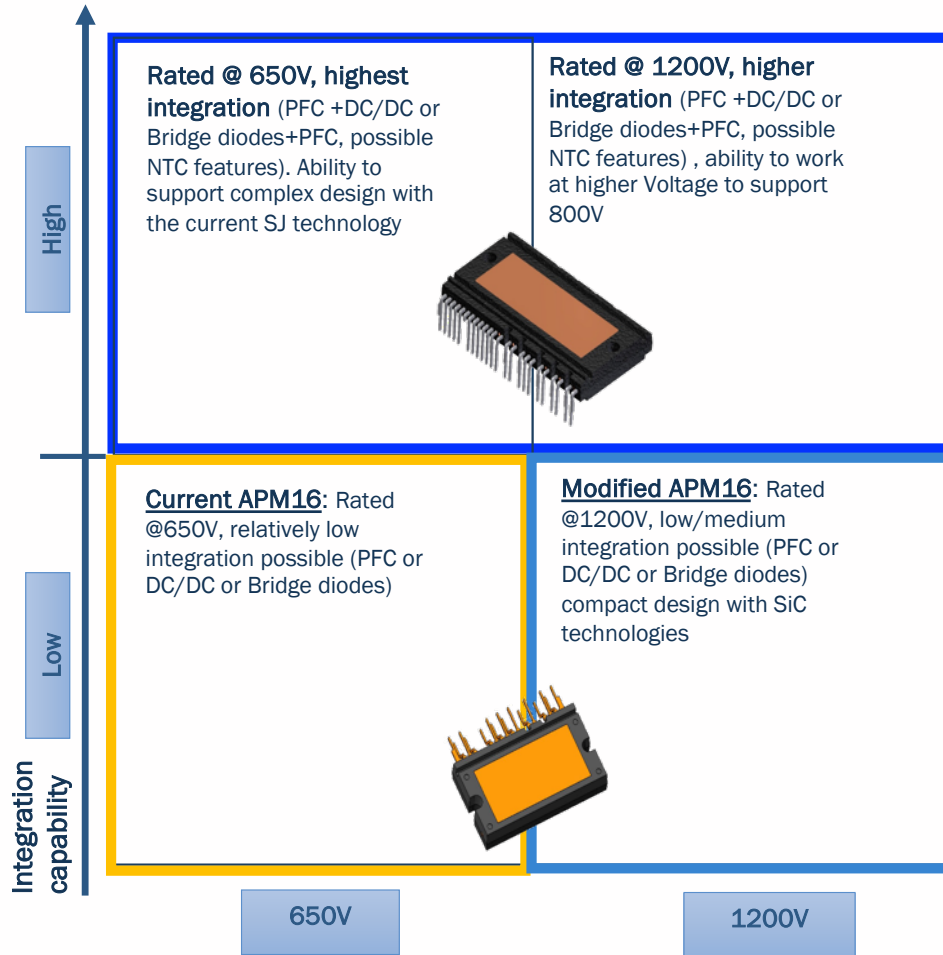 High
Rated @ 650V, highest
integration (PFC +DC/DC or
Bridge diodes+PFC, possible
NTC features). Ability to
support complex design with
the current SJ technology
Rated @ 1200V, higher
integration (PFC +DC/DC or
Bridge diodes+PFC, possible
NTC features) , ability to work
at higher Voltage to support
800V
Low
Current APM16: Rated
@650V, relatively low
integration possible (PFC or
DC/DC or Bridge diodes)
Modified APM16: Rated
@1200V, low/medium
integration possible (PFC or
DC/DC or Bridge diodes)
compact design with SiC
technologies
Integration
capability
650V
1200V